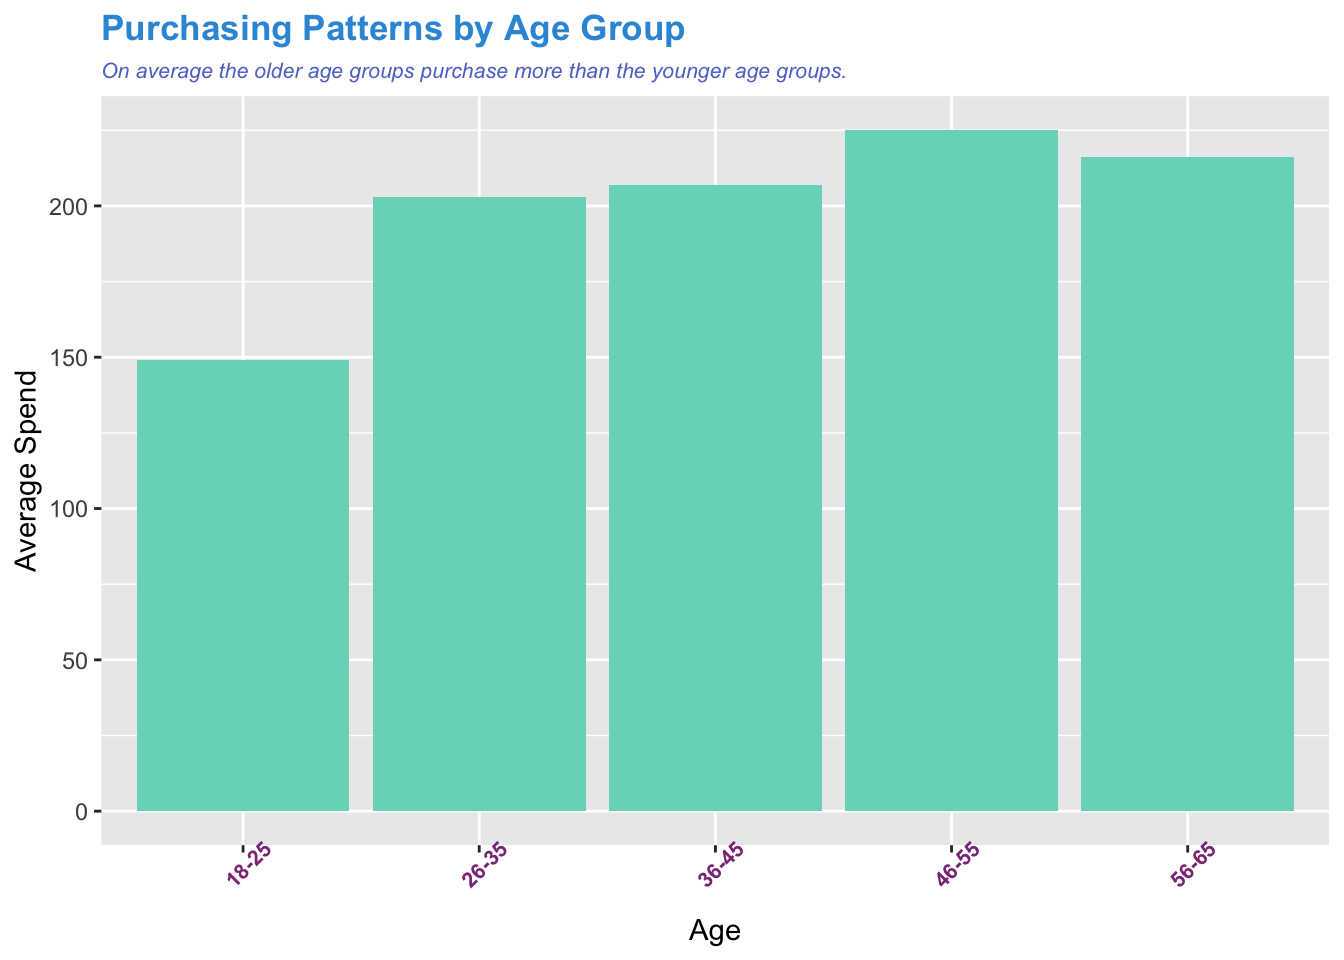 Purchasing Patterns by Age Group
On average the older age groups purchase more than the younger age groups.
Average Spend
200
150
100
50
0
18-25
26-35
36-45
46-55
56-65
Age